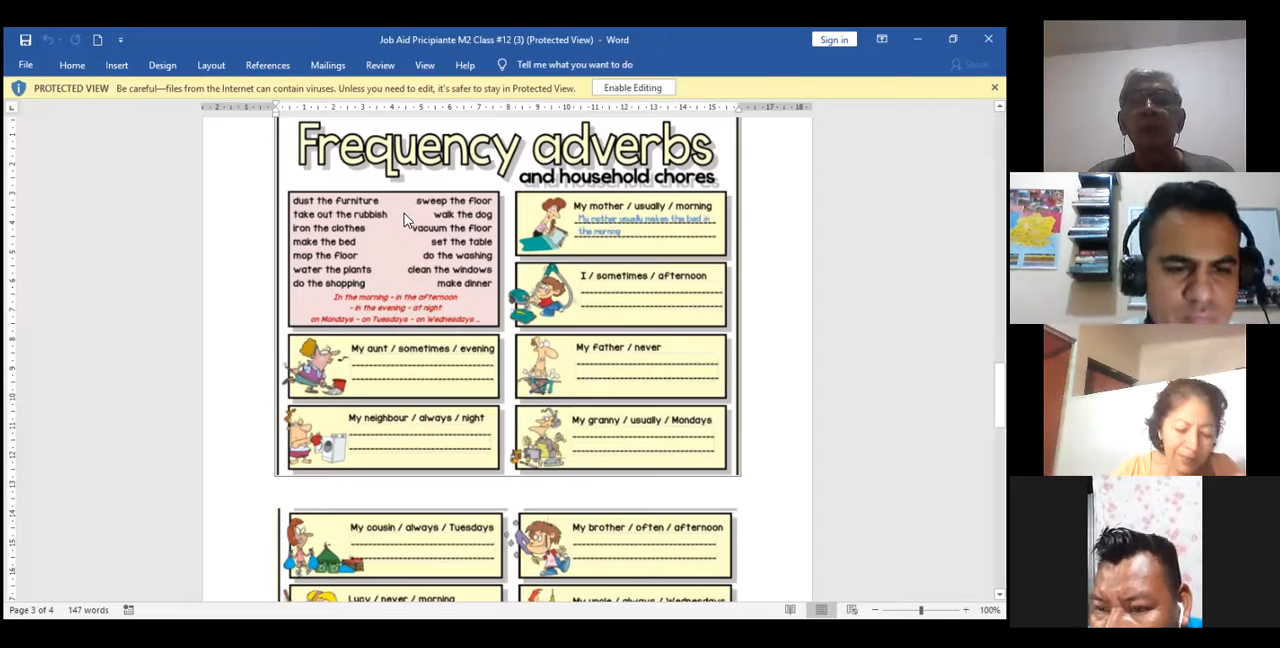 Job Aid Pricipiante M2 Class #12 (3) (Protected View) - Word
Sign in
File Home Insert Design Layout References Mailings Review View Help Tell me what you want to do Share
PROTECTED VIEW Be careful—files from the Internet can contain viruses. Unless you need to edit, it's safer to stay in Protected View. Enable Editing
Frequency adverbs
and household chores
dust the furniture sweep the floor
take out the rubbish walk the dog
iron the clothes vacuum the floor
make the bed set the table
mop the floor do the washing
water the plants clean the windows
do the shopping make dinner
In the morning - in the afternoon
- in the evening - at night
on Mondays - on Tuesdays - on Wednesdays ...
My mother / usually / morning
My mother usually makes the bed in
the morning
I / sometimes / afternoon
My aunt / sometimes / evening
My father / never
My neighbour / always / night
My granny / usually / Mondays
My cousin / always / Tuesdays
My brother / often / afternoon
Lucy / never / morning
My uncle / always / Wednesdays
Page 3 of 4 147 words 100%